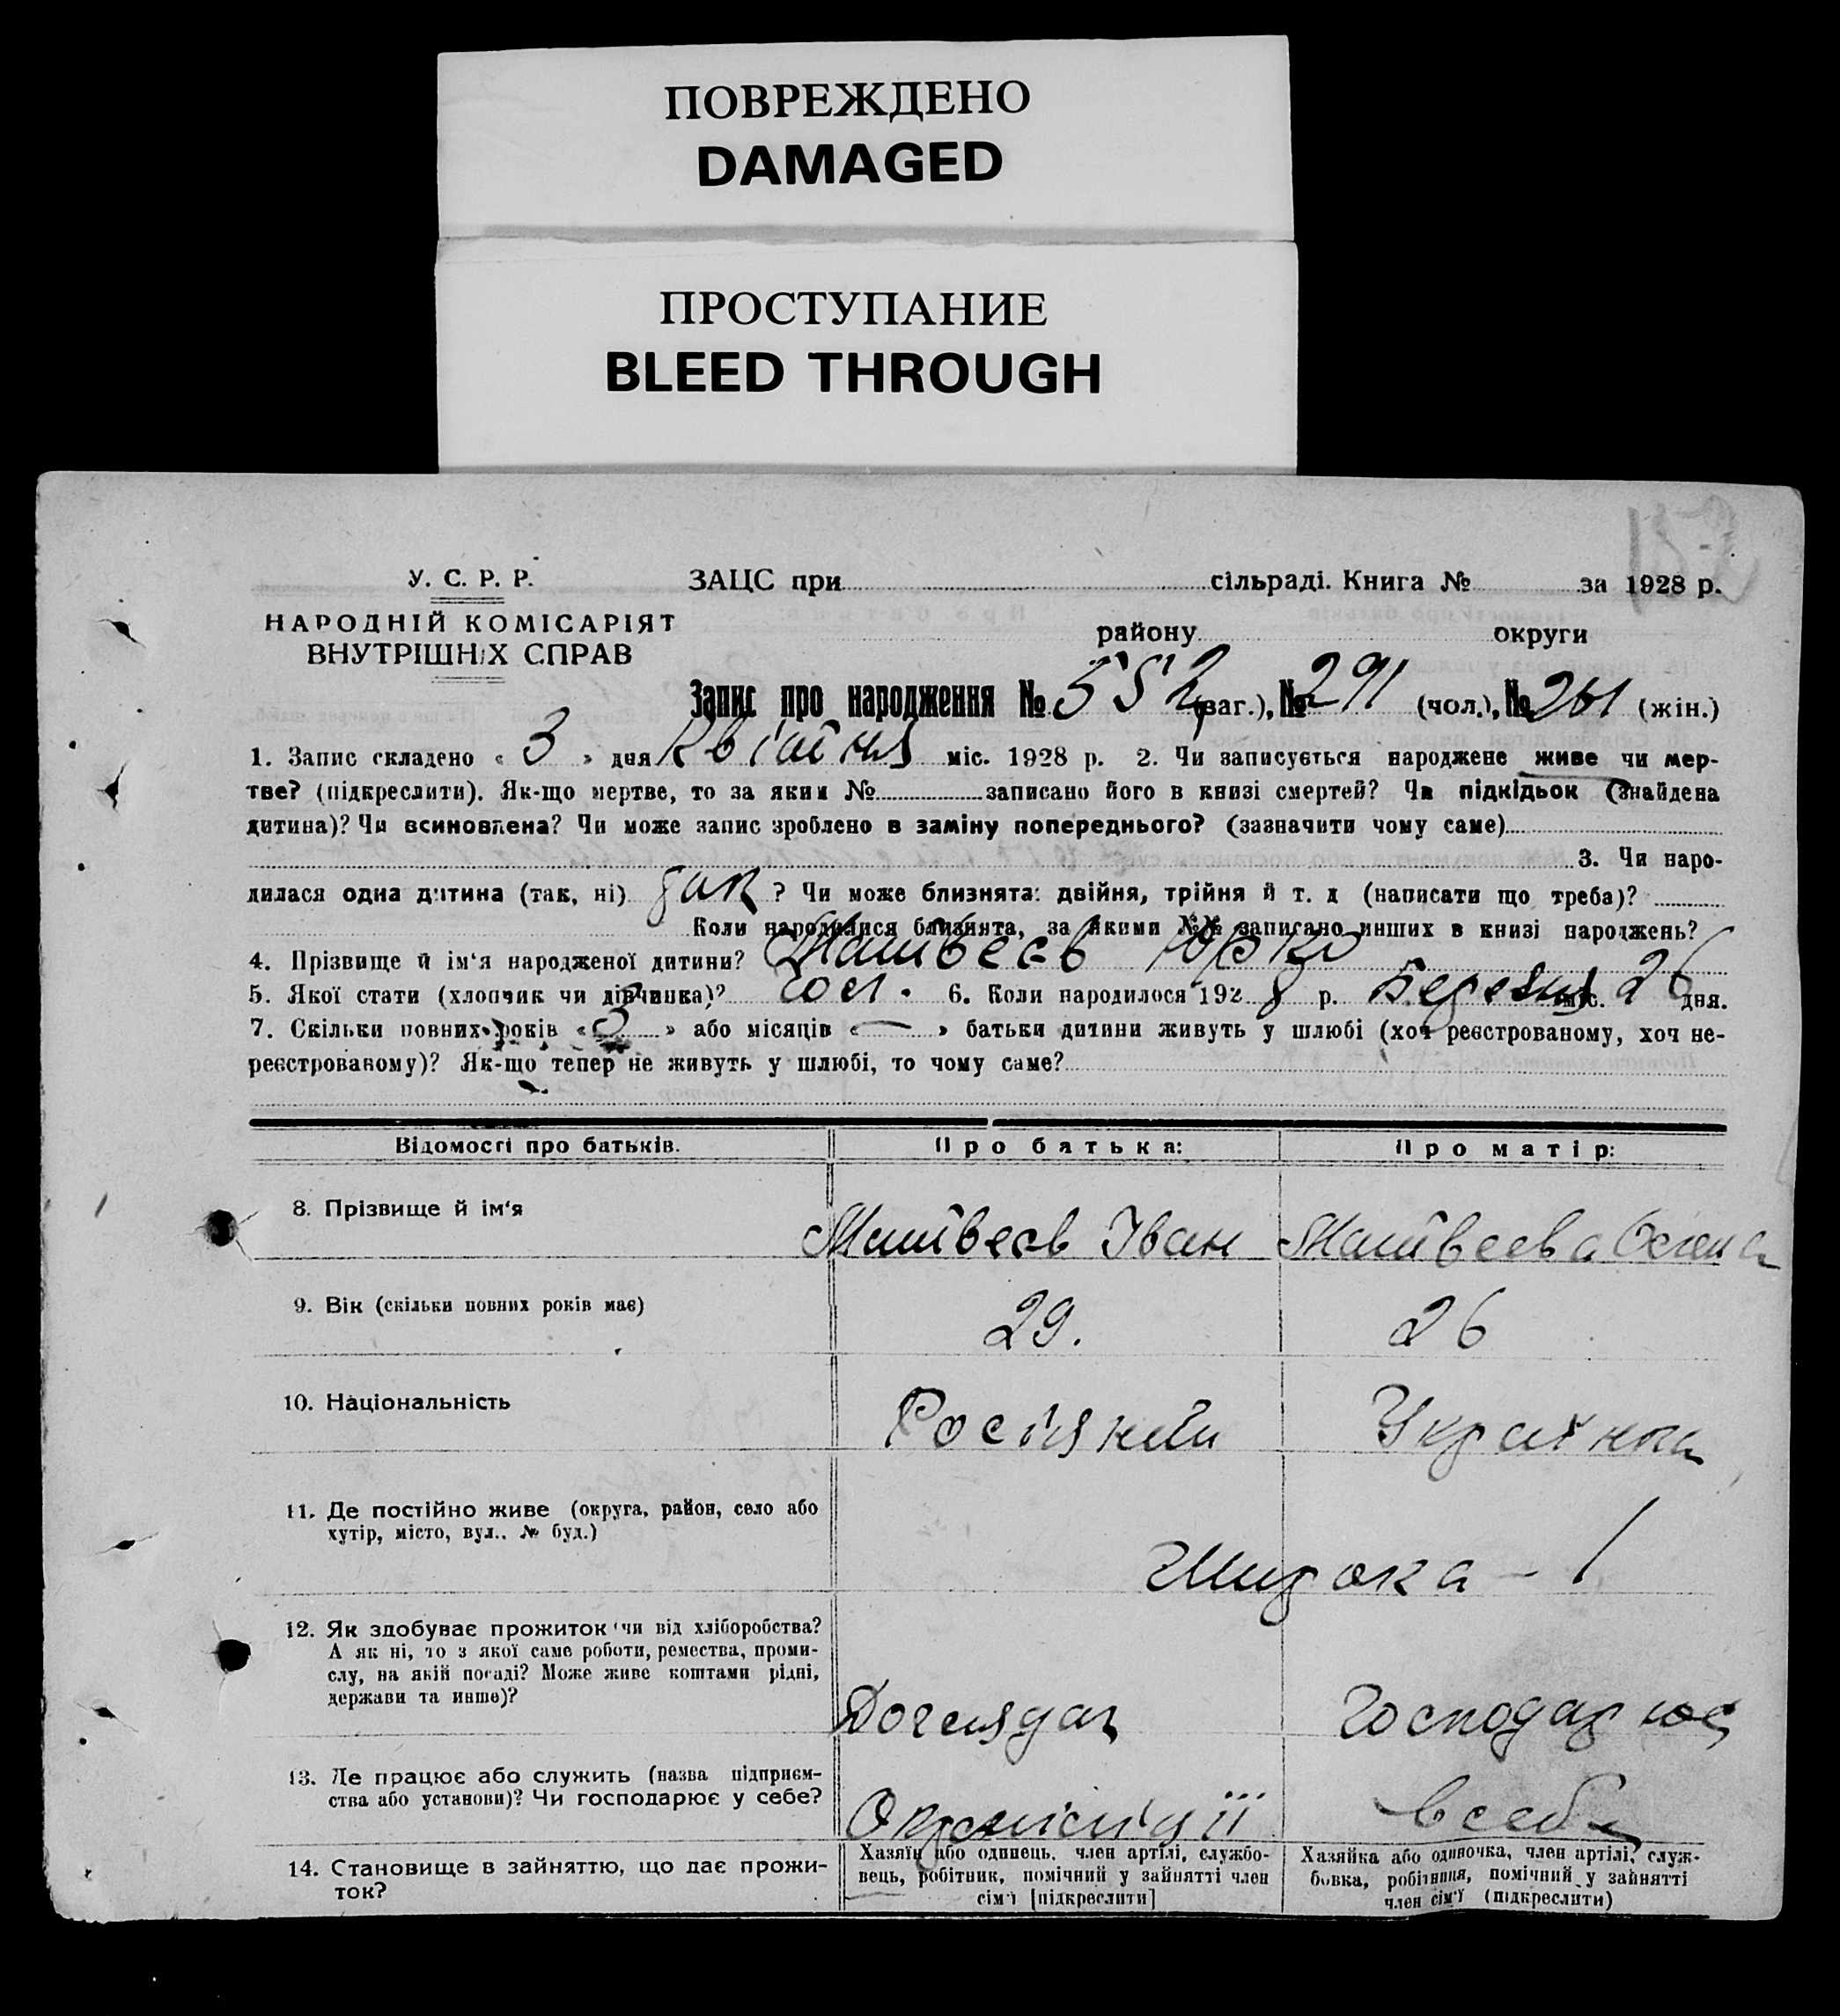 ПОВРЕЖДЕНО
DAMAGED
ПРОСТУПАНИЕ
BLEED THROUGH
У. С. Р. Р.
НАРОДНІЙ КОМІСАРІЯТ
ВНУТРІШНІХ СПРАВ
ЗАЦС при сільраді. Книга № за 1928 р.
району округи
Запис про народження № 552 (заг.), № 291 (чол.), № 261 (жін.)
1. Запис складено « 3 » дня Квітня міс. 1928 р. 2. Чи записується народжене живе чи мер-
тве? (підкреслити). Як-що мертве, то за яким № записано його в книзі смертей? Чи підкідьок (знайдена
дитина)? Чи всиновлена? Чи може запис зроблено в заміну попереднього? (зазначити чому саме)
3. Чи наро-
дилася одна дитина (так, ні) так ? Чи може близнята: двійня, трійня й т. д (написати що треба)?
Коли народилися близнята, за якими №№ записано инших в книзі народжень?
4. Прізвище й ім'я народженої дитини? Матвеєв Юрко
5. Якої статі (хлопчик чи дівчинка)? чол. 6. Коли народилося 192 8 р. Березня міс. 26 дня.
7. Скільки повних років « 3 » або місяців « — » батьки дитини живуть у шлюбі (хоч реєстрованому, хоч не-
реєстрованому)? Як-що тепер не живуть у шлюбі, то чому саме?
Відомості про батьків. Про батька: Про матір:
8. Прізвище й ім'я Матвеєв Іван Матвеєва
9. Вік (скільки повних років має) 29. 26
10. Національність Росіянин Українка
11. Де постійно живе (округа, район, село або
хутір, місто, вул.. № буд.)
Широка - 1
12. Як здобуває прожиток чи від хліборобства?
А як ні, то з якої саме роботи, ремества, проми-
слу, на якій посаді? Може живе коштами рідні,
держави та инше)?
Доглядач Господарює
13. Де працює або служить (назва підприєм-
ства або установи)? Чи господарює у себе?
Окрміліції в себе
14. Становище в зайняттю, що дає прожи-
ток?
Хазяїн або одинець, член артілі, службо-
вець, робітник, помічний у зайнятті член
сім'ї [підкреслити]
Хазяйка або одиночка, член артілі, служ-
бовка, робітниця, помічний у зайнятті
член сім'ї (підкреслити)